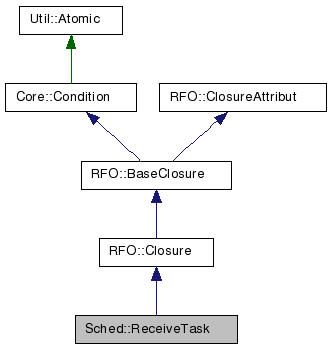 Util::Atomic
Core::Condition
RFO::ClosureAttribut
RFO::BaseClosure
RFO::Closure
Sched::ReceiveTask